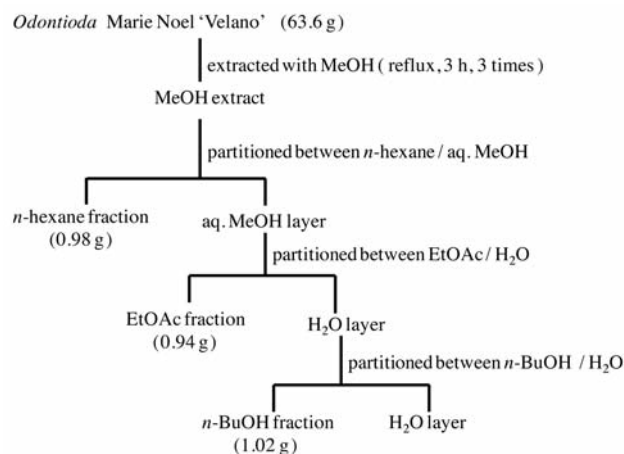 Odontioda Marie Noel ‘Velano’ (63.6 g)
extracted with MeOH ( reflux, 3 h, 3 times )
MeOH extract
partitioned between n-hexane / aq. MeOH
n-hexane fraction
(0.98 g)
aq. MeOH layer
partitioned between EtOAc / H₂O
EtOAc fraction
(0.94 g)
H₂O layer
partitioned between n-BuOH / H₂O
n-BuOH fraction
(1.02 g)
H₂O layer